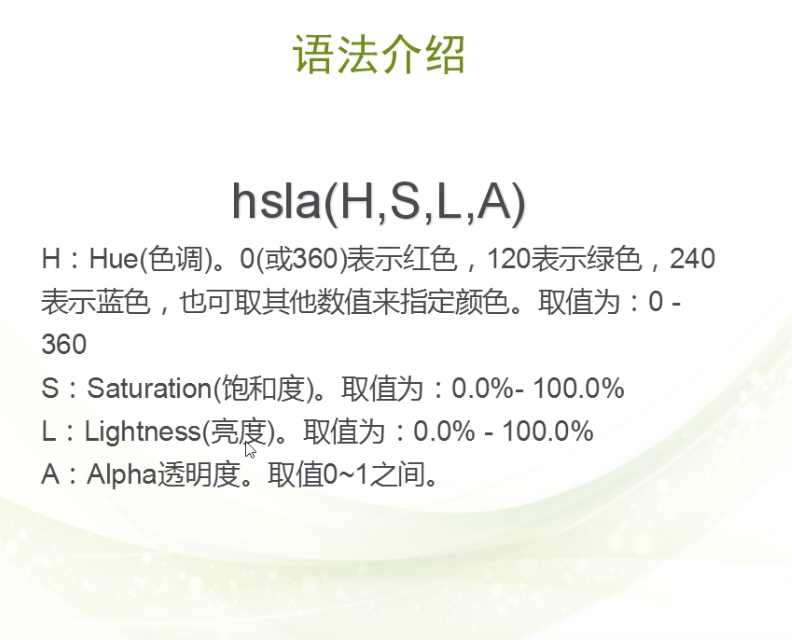 语法介绍
hsla(H,S,L,A)
H：Hue(色调)。0(或360)表示红色，120表示绿色，240
表示蓝色，也可取其他数值来指定颜色。取值为：0 -
360
S：Saturation(饱和度)。取值为：0.0%- 100.0%
L：Lightness(亮度)。取值为：0.0% - 100.0%
A：Alpha透明度。取值0~1之间。